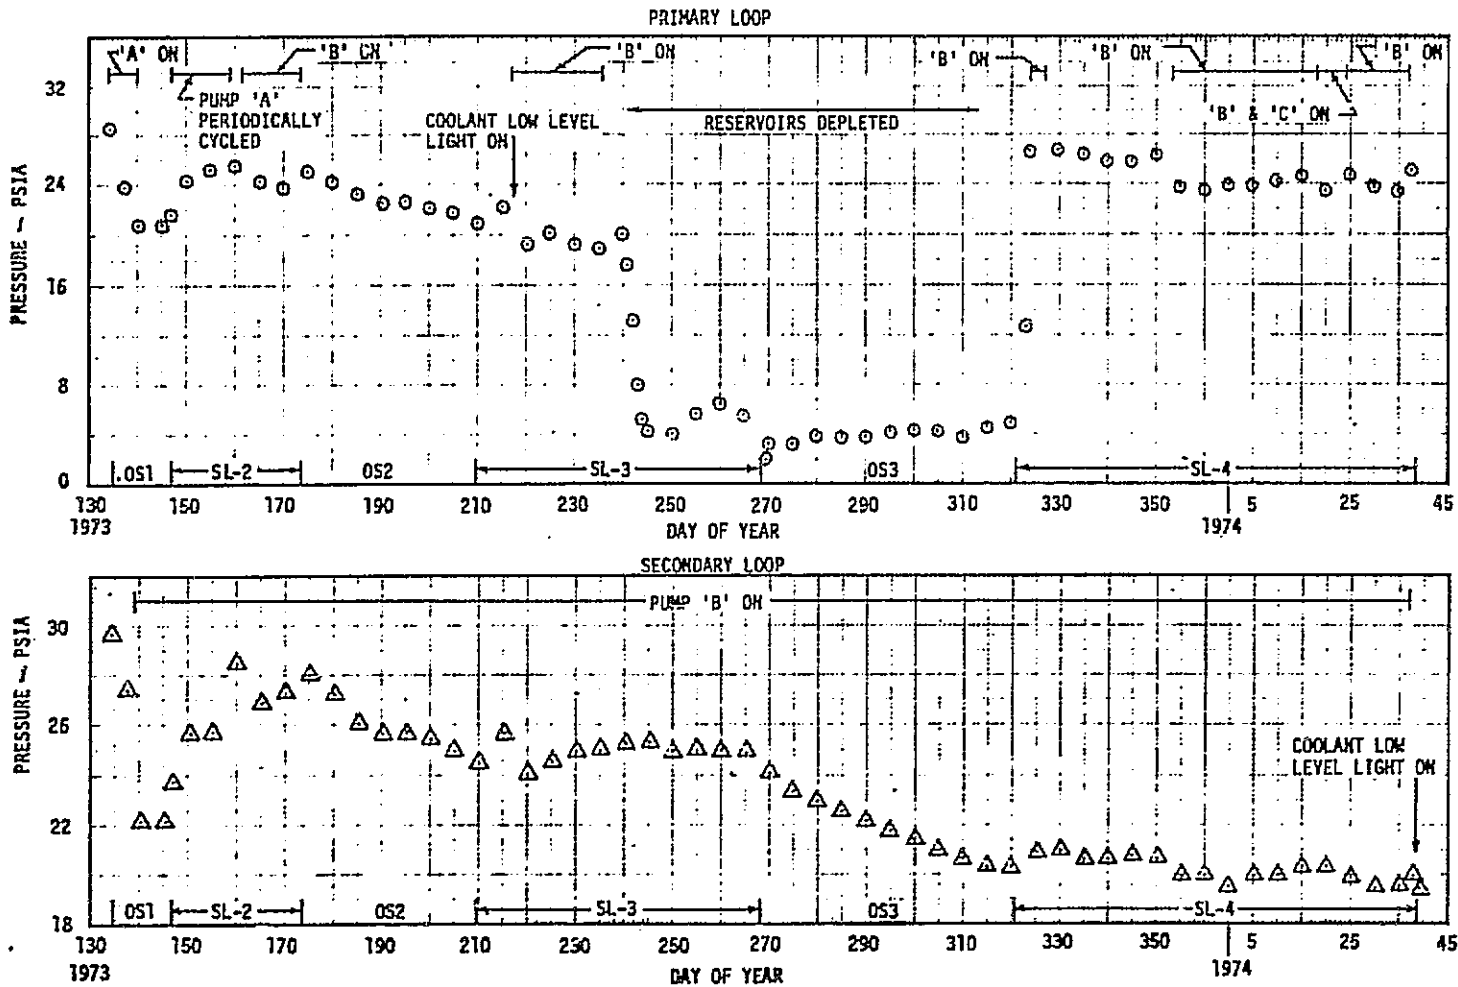 PRIMARY LOOP
'A' ON
'B' ON
'B' ON
'B' ON
'B' ON
'B' ON
PUMP 'A'
PERIODICALLY
CYCLED
COOLANT LOW LEVEL
LIGHT ON
RESERVOIRS DEPLETED
'B' & 'C' ON
PRESSURE - PSIA
32
24
16
8
0
OS1
SL-2
OS2
SL-3
OS3
SL-4
130 150 170 190 210 230 250 270 290 310 330 350 5 25 45
1973 DAY OF YEAR 1974
SECONDARY LOOP
PUMP 'B' ON
PRESSURE - PSIA
30
26
22
18
COOLANT LOW
LEVEL LIGHT ON
OS1
SL-2
OS2
SL-3
OS3
SL-4
130 150 170 190 210 230 250 270 290 310 330 350 5 25 45
1973 DAY OF YEAR 1974